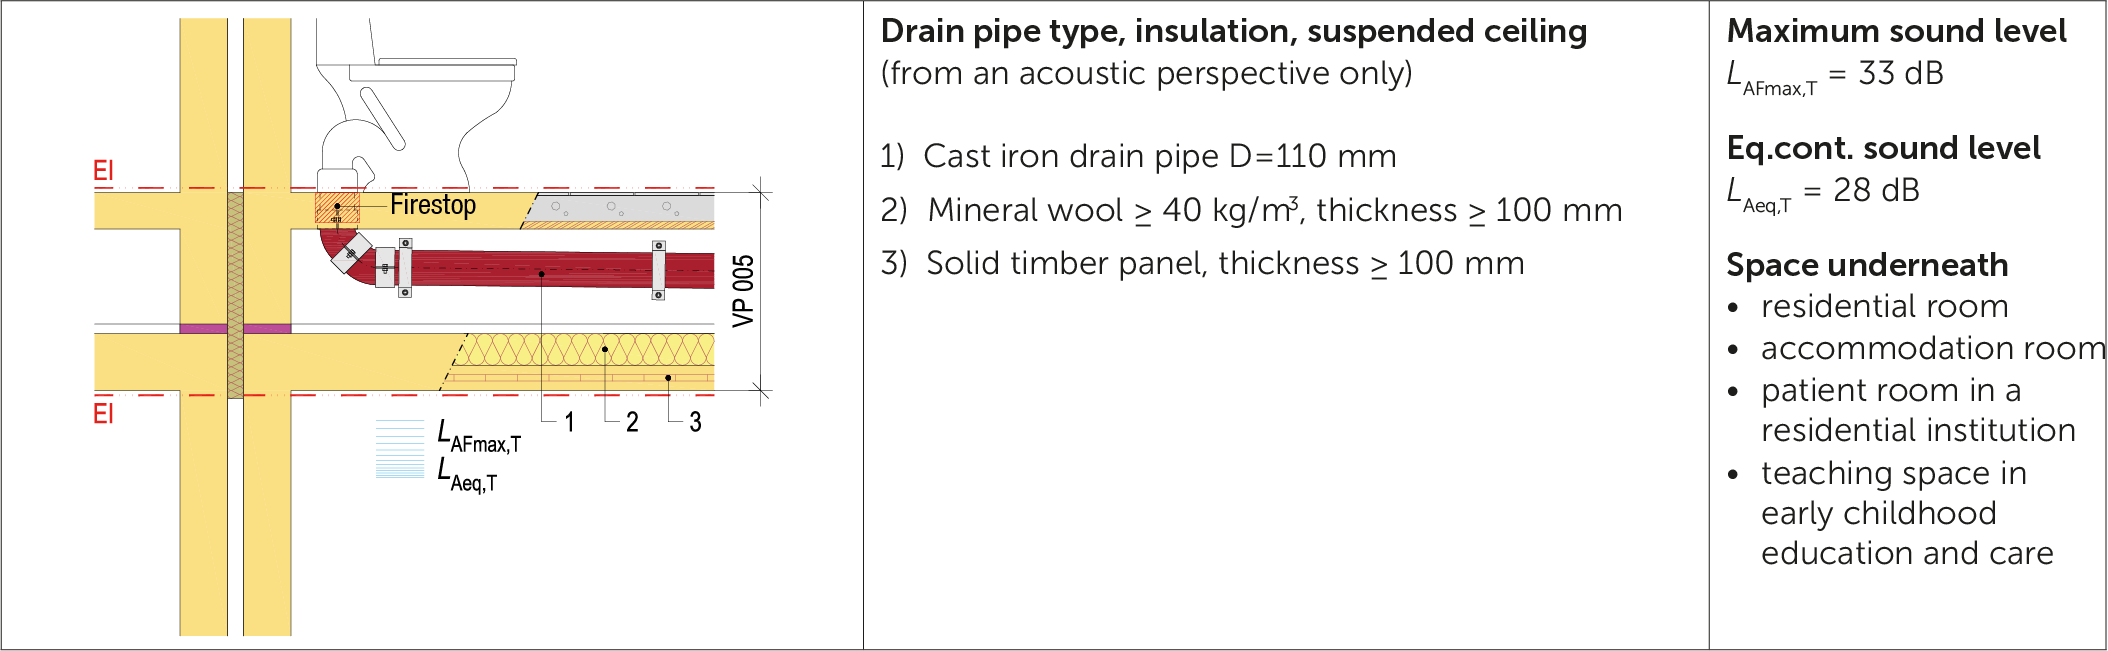 EI
Firestop
VP 005
EI
1
2
3
LAFmax,T
LAeq,T
Drain pipe type, insulation, suspended ceiling
(from an acoustic perspective only)
1) Cast iron drain pipe D=110 mm
2) Mineral wool ≥ 40 kg/m³, thickness ≥ 100 mm
3) Solid timber panel, thickness ≥ 100 mm
Maximum sound level
LAFmax,T = 33 dB
Eq.cont. sound level
LAeq,T = 28 dB
Space underneath
• residential room
• accommodation room
• patient room in a
residential institution
• teaching space in
early childhood
education and care